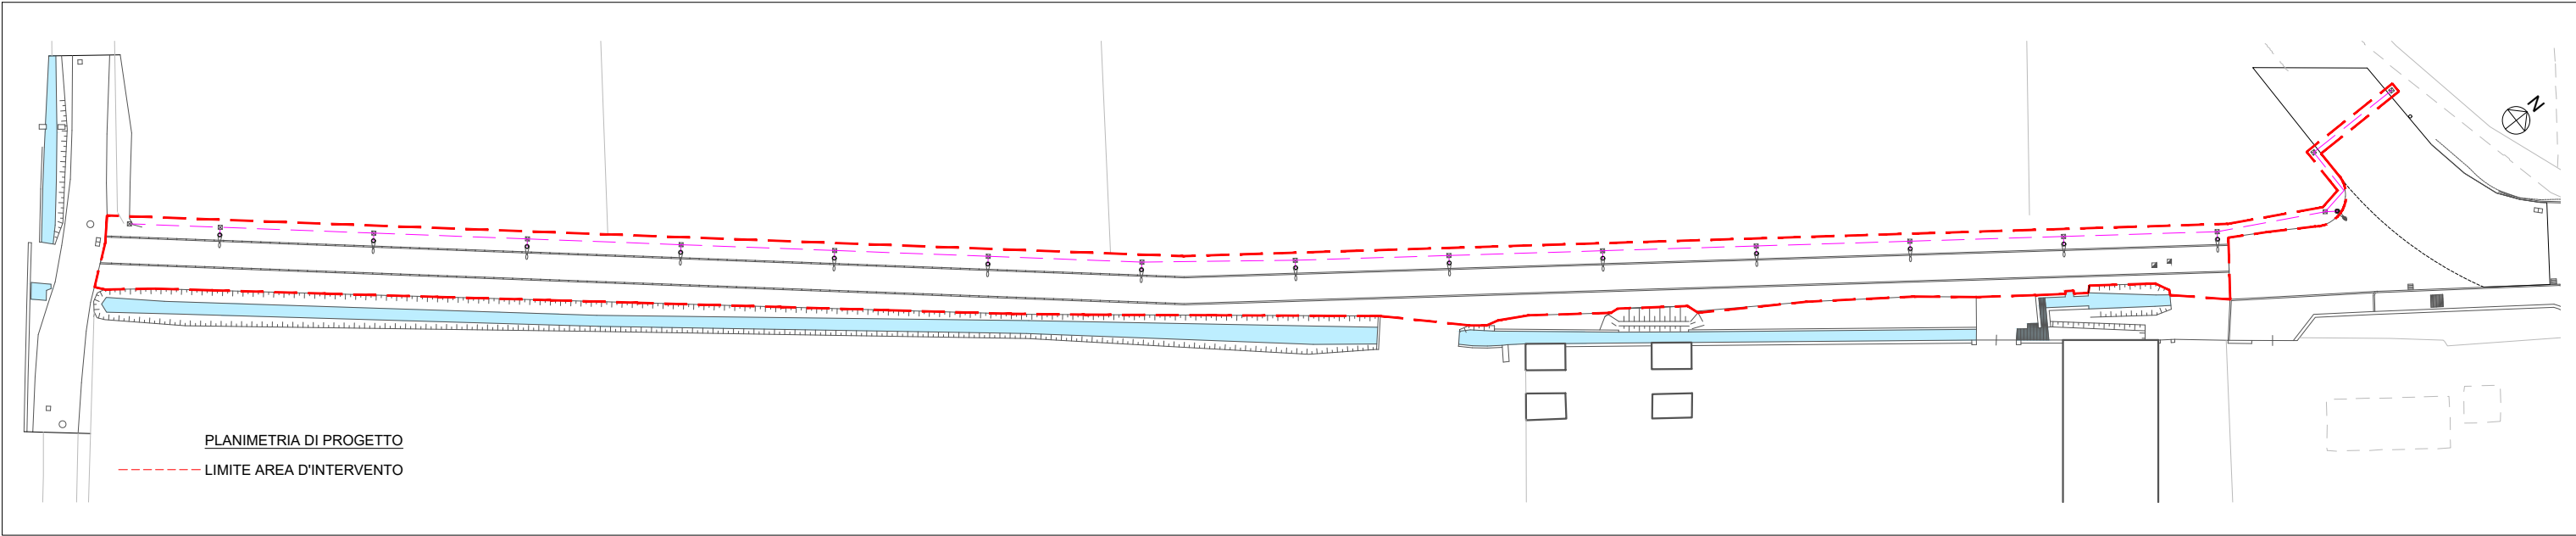 N
PLANIMETRIA DI PROGETTO
LIMITE AREA D'INTERVENTO